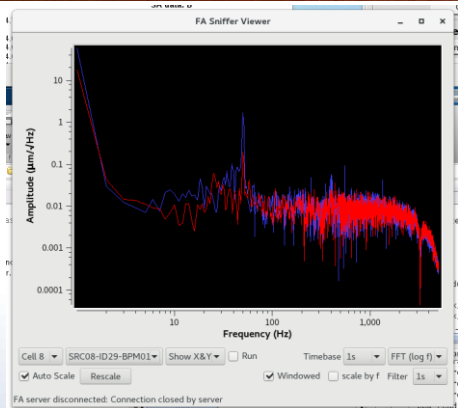 FA Sniffer Viewer
10
1
0.1
0.01
0.001
0.0001
Amplitude (µm/√Hz)
10
100
1,000
Frequency (Hz)
Cell 8 SRC08-ID29-BPM01 Show X&Y Run Timebase 1s FFT (log f)
Auto Scale Rescale Windowed scale by f Filter 1s
FA server disconnected: Connection closed by server